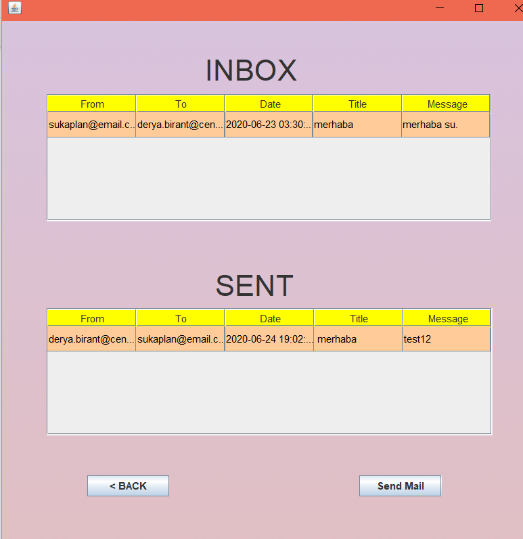 INBOX
From To Date Title Message
sukaplan@email.c... derya.birant@cen... 2020-06-23 03:30:... merhaba merhaba su.
SENT
From To Date Title Message
derya.birant@cen... sukaplan@email.c... 2020-06-24 19:02:... merhaba test12
< BACK Send Mail